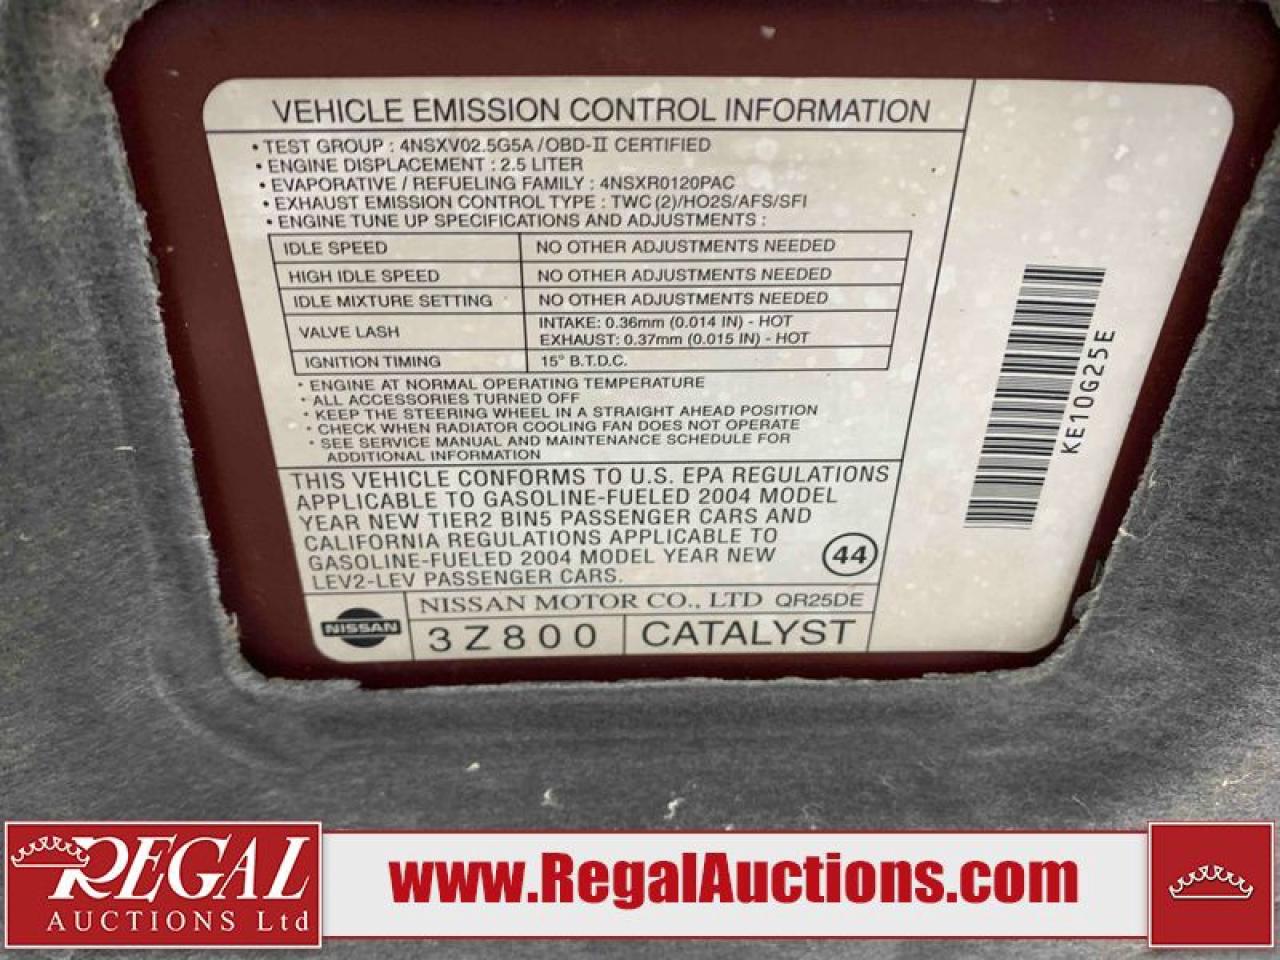 VEHICLE EMISSION CONTROL INFORMATION
• TEST GROUP : 4NSXV02.5G5A / OBD-II CERTIFIED
• ENGINE DISPLACEMENT : 2.5 LITER
• EVAPORATIVE / REFUELING FAMILY : 4NSXR0120PAC
• EXHAUST EMISSION CONTROL TYPE : TWC (2)/HO2S/AFS/SFI
• ENGINE TUNE UP SPECIFICATIONS AND ADJUSTMENTS :
IDLE SPEED NO OTHER ADJUSTMENTS NEEDED
HIGH IDLE SPEED NO OTHER ADJUSTMENTS NEEDED
IDLE MIXTURE SETTING NO OTHER ADJUSTMENTS NEEDED
VALVE LASH INTAKE: 0.36mm (0.014 IN) - HOT
EXHAUST: 0.37mm (0.015 IN) - HOT
IGNITION TIMING 15° B.T.D.C.
• ENGINE AT NORMAL OPERATING TEMPERATURE
• ALL ACCESSORIES TURNED OFF
• KEEP THE STEERING WHEEL IN A STRAIGHT AHEAD POSITION
• CHECK WHEN RADIATOR COOLING FAN DOES NOT OPERATE
• SEE SERVICE MANUAL AND MAINTENANCE SCHEDULE FOR
ADDITIONAL INFORMATION
THIS VEHICLE CONFORMS TO U.S. EPA REGULATIONS
APPLICABLE TO GASOLINE-FUELED 2004 MODEL
YEAR NEW TIER2 BIN5 PASSENGER CARS AND
CALIFORNIA REGULATIONS APPLICABLE TO
GASOLINE-FUELED 2004 MODEL YEAR NEW
LEV2-LEV PASSENGER CARS.
44
NISSAN
NISSAN MOTOR CO., LTD QR25DE
3Z800 CATALYST
KE10G25E
REGAL
AUCTIONS Ltd
www.RegalAuctions.com